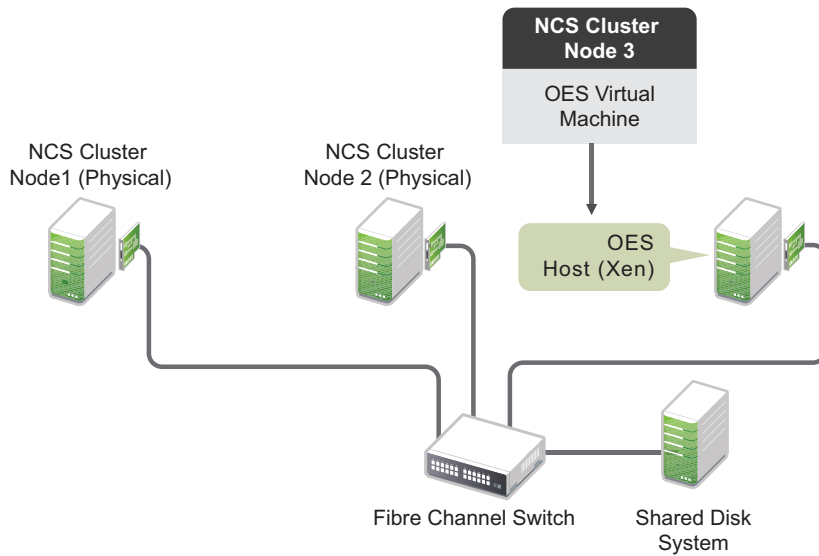 NCS Cluster
Node 3
OES Virtual
Machine
NCS Cluster
Node1 (Physical)
NCS Cluster
Node 2 (Physical)
OES
Host (Xen)
Fibre Channel Switch
Shared Disk
System